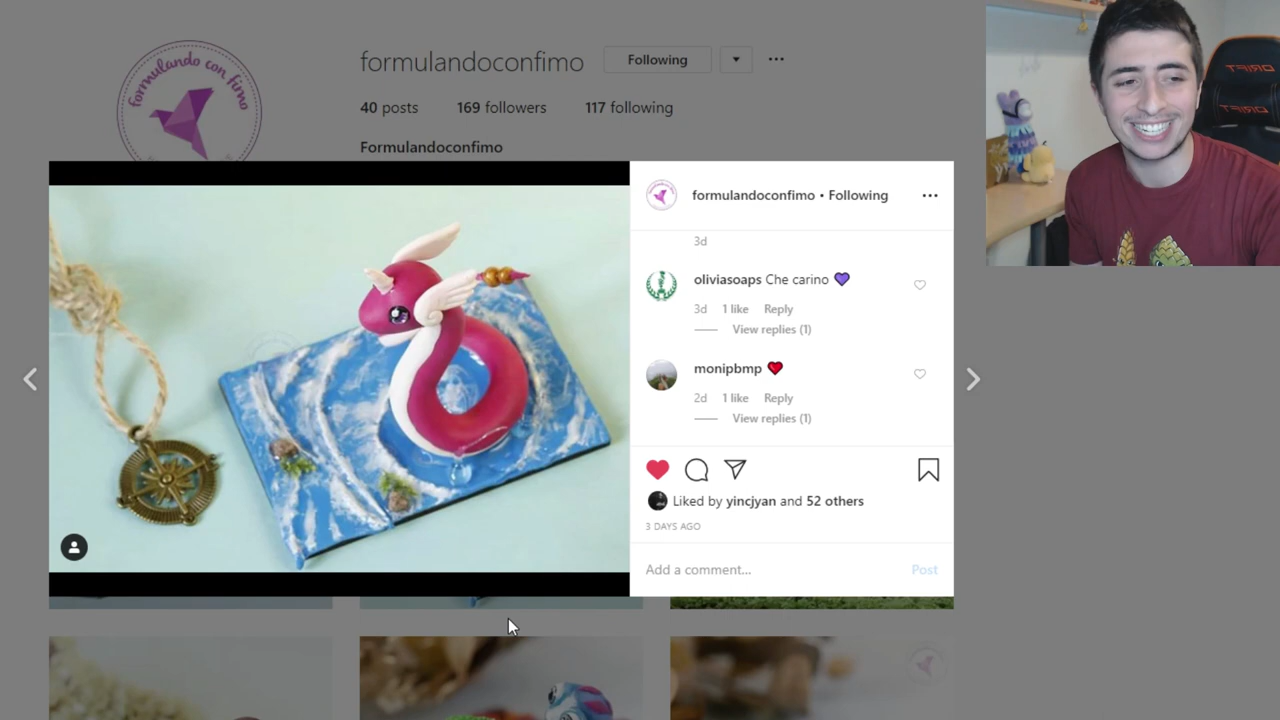 formulandoconfimo Following
40 posts 169 followers 117 following
Formulandoconfimo
formulando con fimo
formulandoconfimo • Following
3d
oliviasoaps Che carino 💜
3d 1 like Reply
View replies (1)
monipbmp ❤️
2d 1 like Reply
View replies (1)
Liked by yincjyan and 52 others
3 DAYS AGO
Add a comment... Post
DRIFT
DRIFT